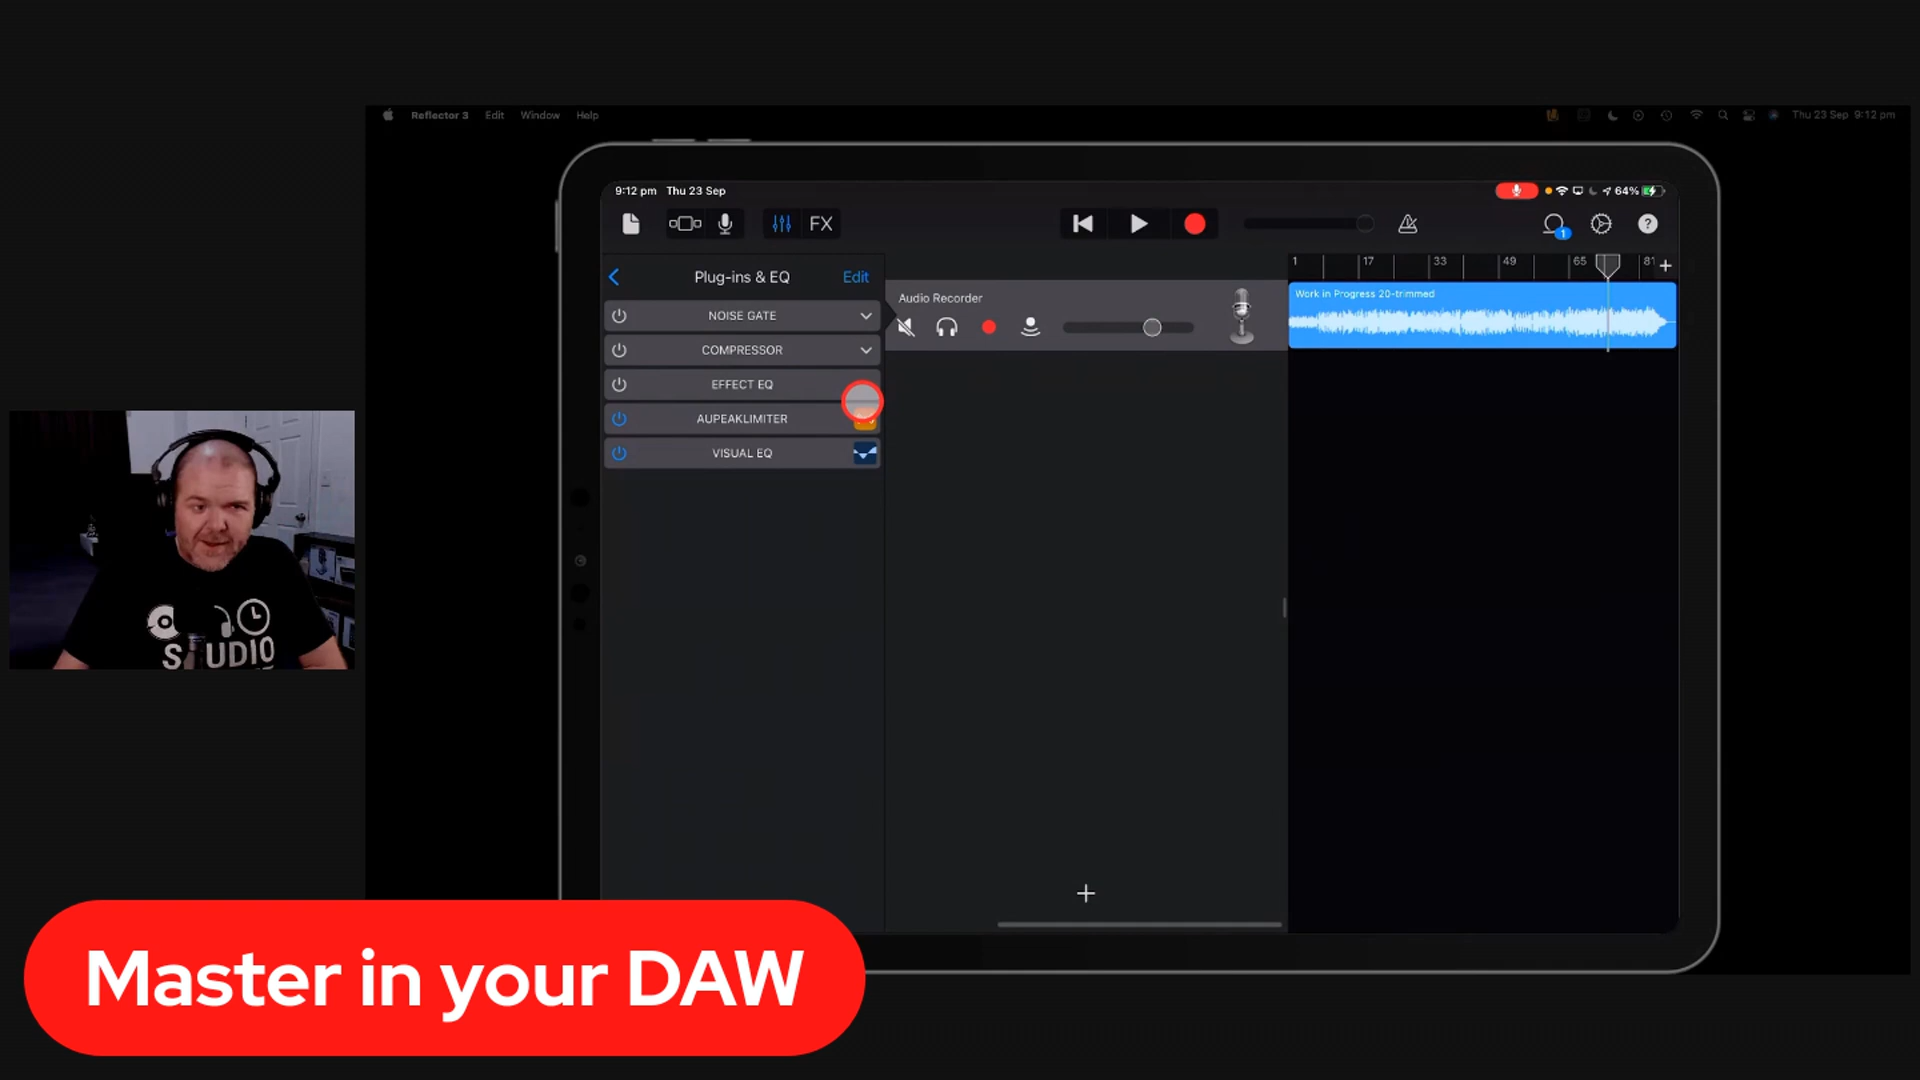 Reflector 3 Edit Window Help
Thu 23 Sep 9:12 pm
9:12 pm Thu 23 Sep
64%
FX
1
Plug-ins & EQ
Edit
NOISE GATE
COMPRESSOR
EFFECT EQ
AUPEAKLIMITER
VISUAL EQ
Audio Recorder
1 17 33 49 65 81
Work in Progress 20-trimmed
STUDIO
Master in your DAW